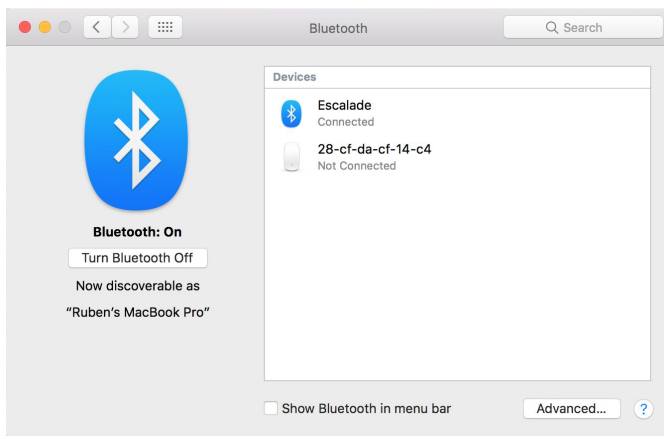 Bluetooth
Search
Bluetooth: On
Turn Bluetooth Off
Now discoverable as
“Ruben’s MacBook Pro”
Devices
Escalade
Connected
28-cf-da-cf-14-c4
Not Connected
Show Bluetooth in menu bar
Advanced...
?